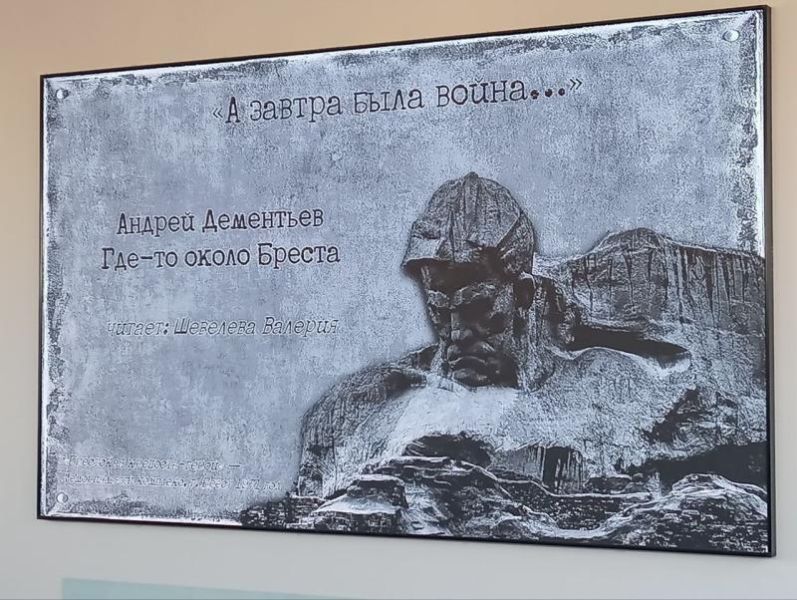 «А завтра была война...»
Андрей Дементьев
Где-то около Бреста
читает: Шевелева Валерия